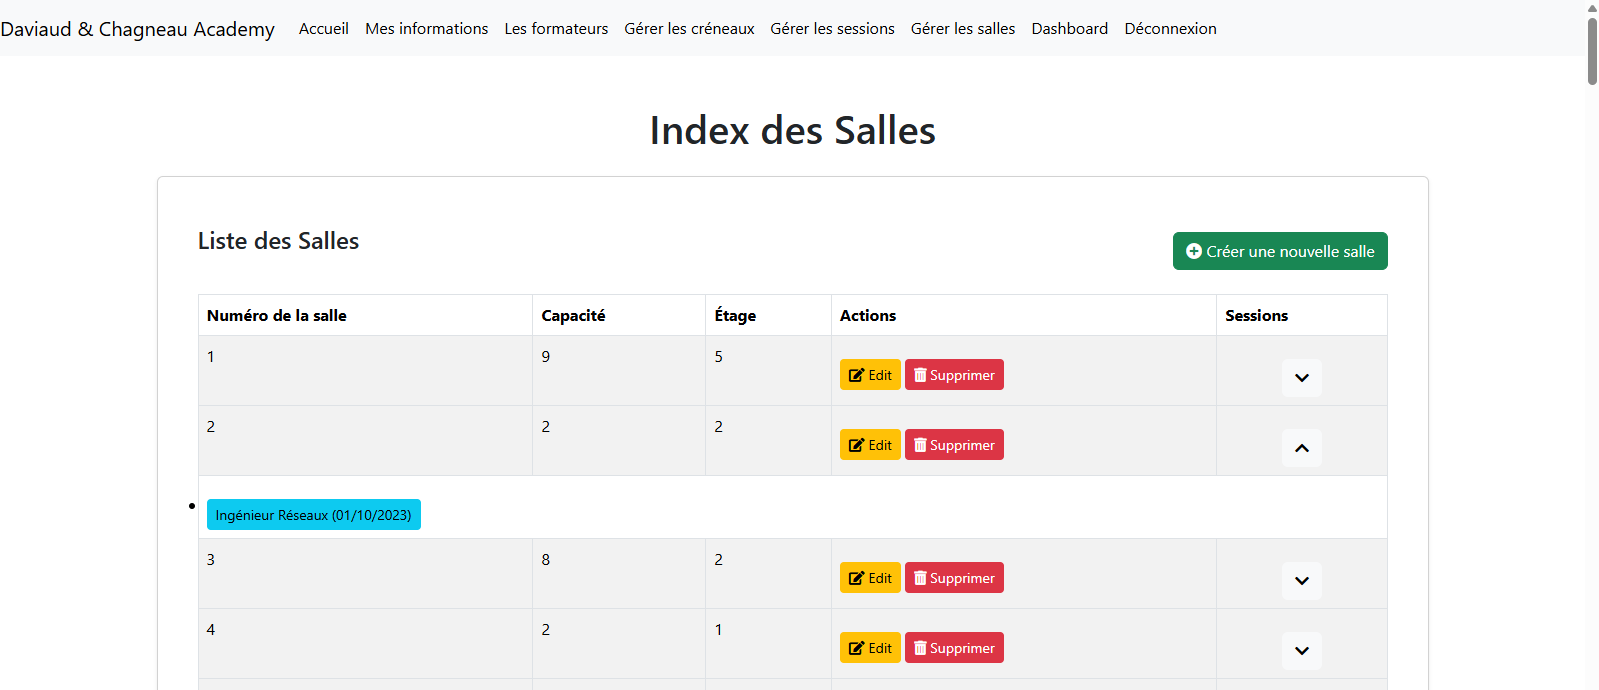 Daviaud & Chagneau Academy Accueil Mes informations Les formateurs Gérer les créneaux Gérer les sessions Gérer les salles Dashboard Déconnexion
Index des Salles
Liste des Salles
Créer une nouvelle salle
Numéro de la salle Capacité Étage Actions Sessions
1 9 5 Edit Supprimer
2 2 2 Edit Supprimer
Ingénieur Réseaux (01/10/2023)
3 8 2 Edit Supprimer
4 2 1 Edit Supprimer